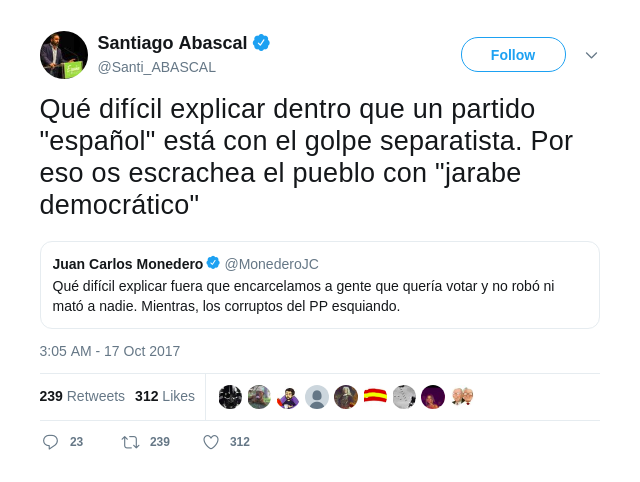 Santiago Abascal
@Santi_ABASCAL
Follow
Qué difícil explicar dentro que un partido
"español" está con el golpe separatista. Por
eso os escrachea el pueblo con "jarabe
democrático"
Juan Carlos Monedero @MonederoJC
Qué difícil explicar fuera que encarcelamos a gente que quería votar y no robó ni
mató a nadie. Mientras, los corruptos del PP esquiando.
3:05 AM - 17 Oct 2017
239 Retweets 312 Likes
23 239 312